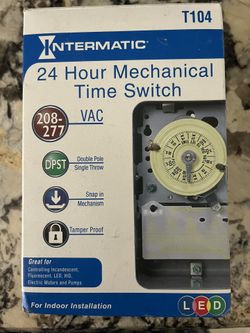 T104
INTERMATIC®
24 Hour Mechanical
Time Switch
208-
277
VAC
DPST
Double Pole
Single Throw
Snap in
Mechanism
Tamper Proof
Great for
Controlling Incandescent,
Fluorescent, LED, HID,
Electric Motors and Pumps
For Indoor Installation
LED